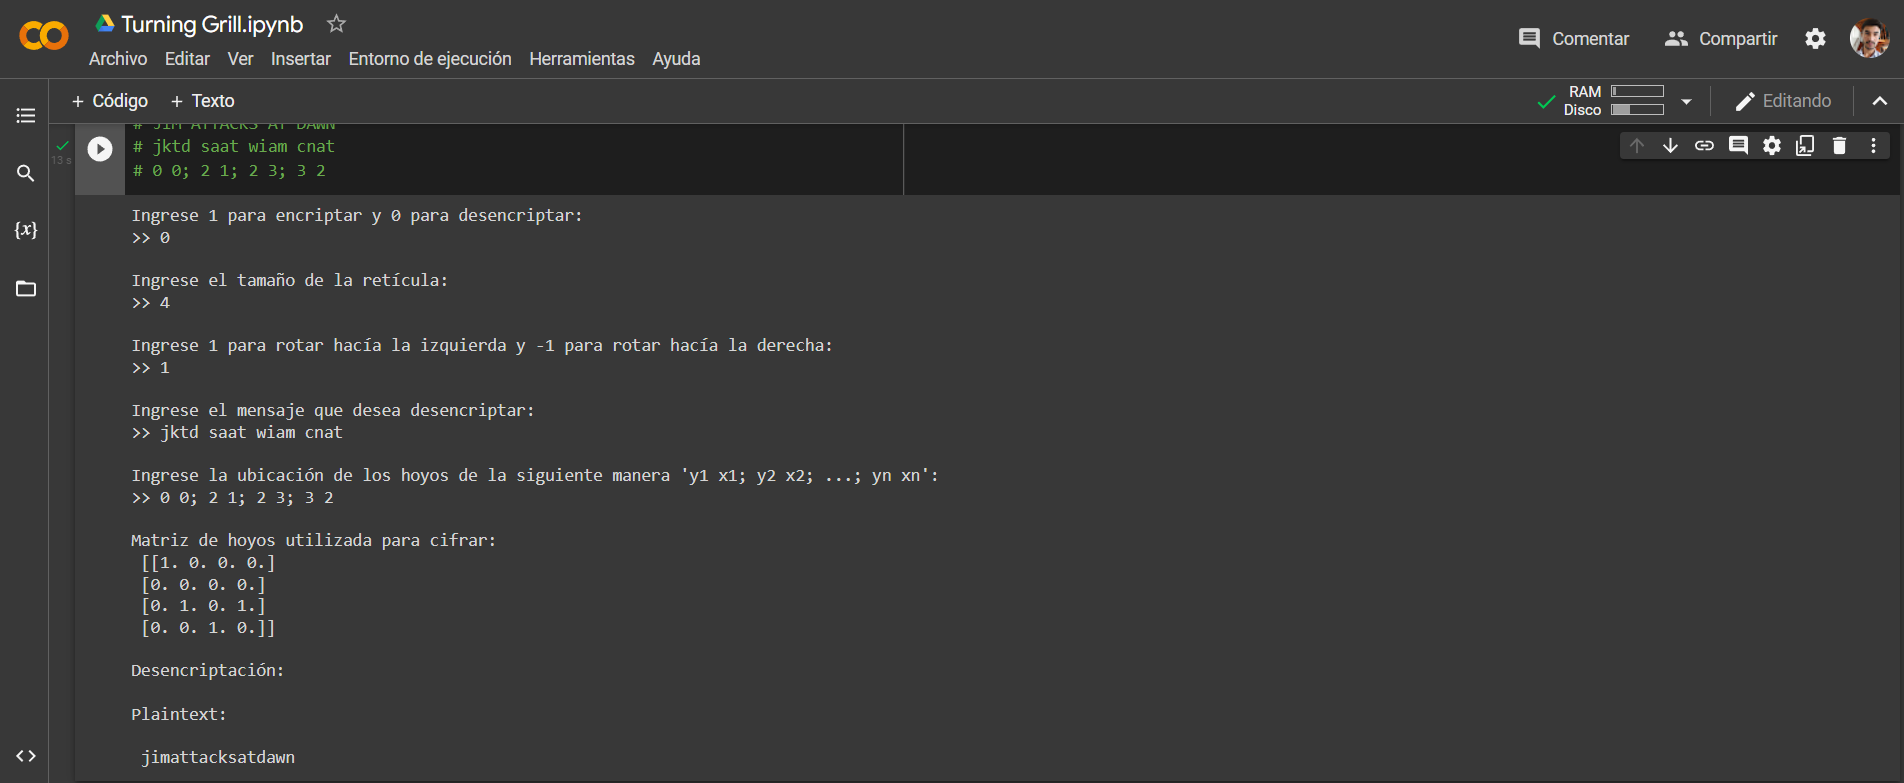 Turning Grill.ipynb
Archivo Editar Ver Insertar Entorno de ejecución Herramientas Ayuda
Comentar
Compartir
+ Código + Texto
RAM
Disco
Editando
13 s
# JIM ATTACKS AT DAWN
# jktd saat wiam cnat
# 0 0; 2 1; 2 3; 3 2
{x}
Ingrese 1 para encriptar y 0 para desencriptar:
>> 0
Ingrese el tamaño de la retícula:
>> 4
Ingrese 1 para rotar hacía la izquierda y -1 para rotar hacía la derecha:
>> 1
Ingrese el mensaje que desea desencriptar:
>> jktd saat wiam cnat
Ingrese la ubicación de los hoyos de la siguiente manera 'y1 x1; y2 x2; ...; yn xn':
>> 0 0; 2 1; 2 3; 3 2
Matriz de hoyos utilizada para cifrar:
[[1. 0. 0. 0.]
[0. 0. 0. 0.]
[0. 1. 0. 1.]
[0. 0. 1. 0.]]
Desencriptación:
Plaintext:
jimattacksatdawn